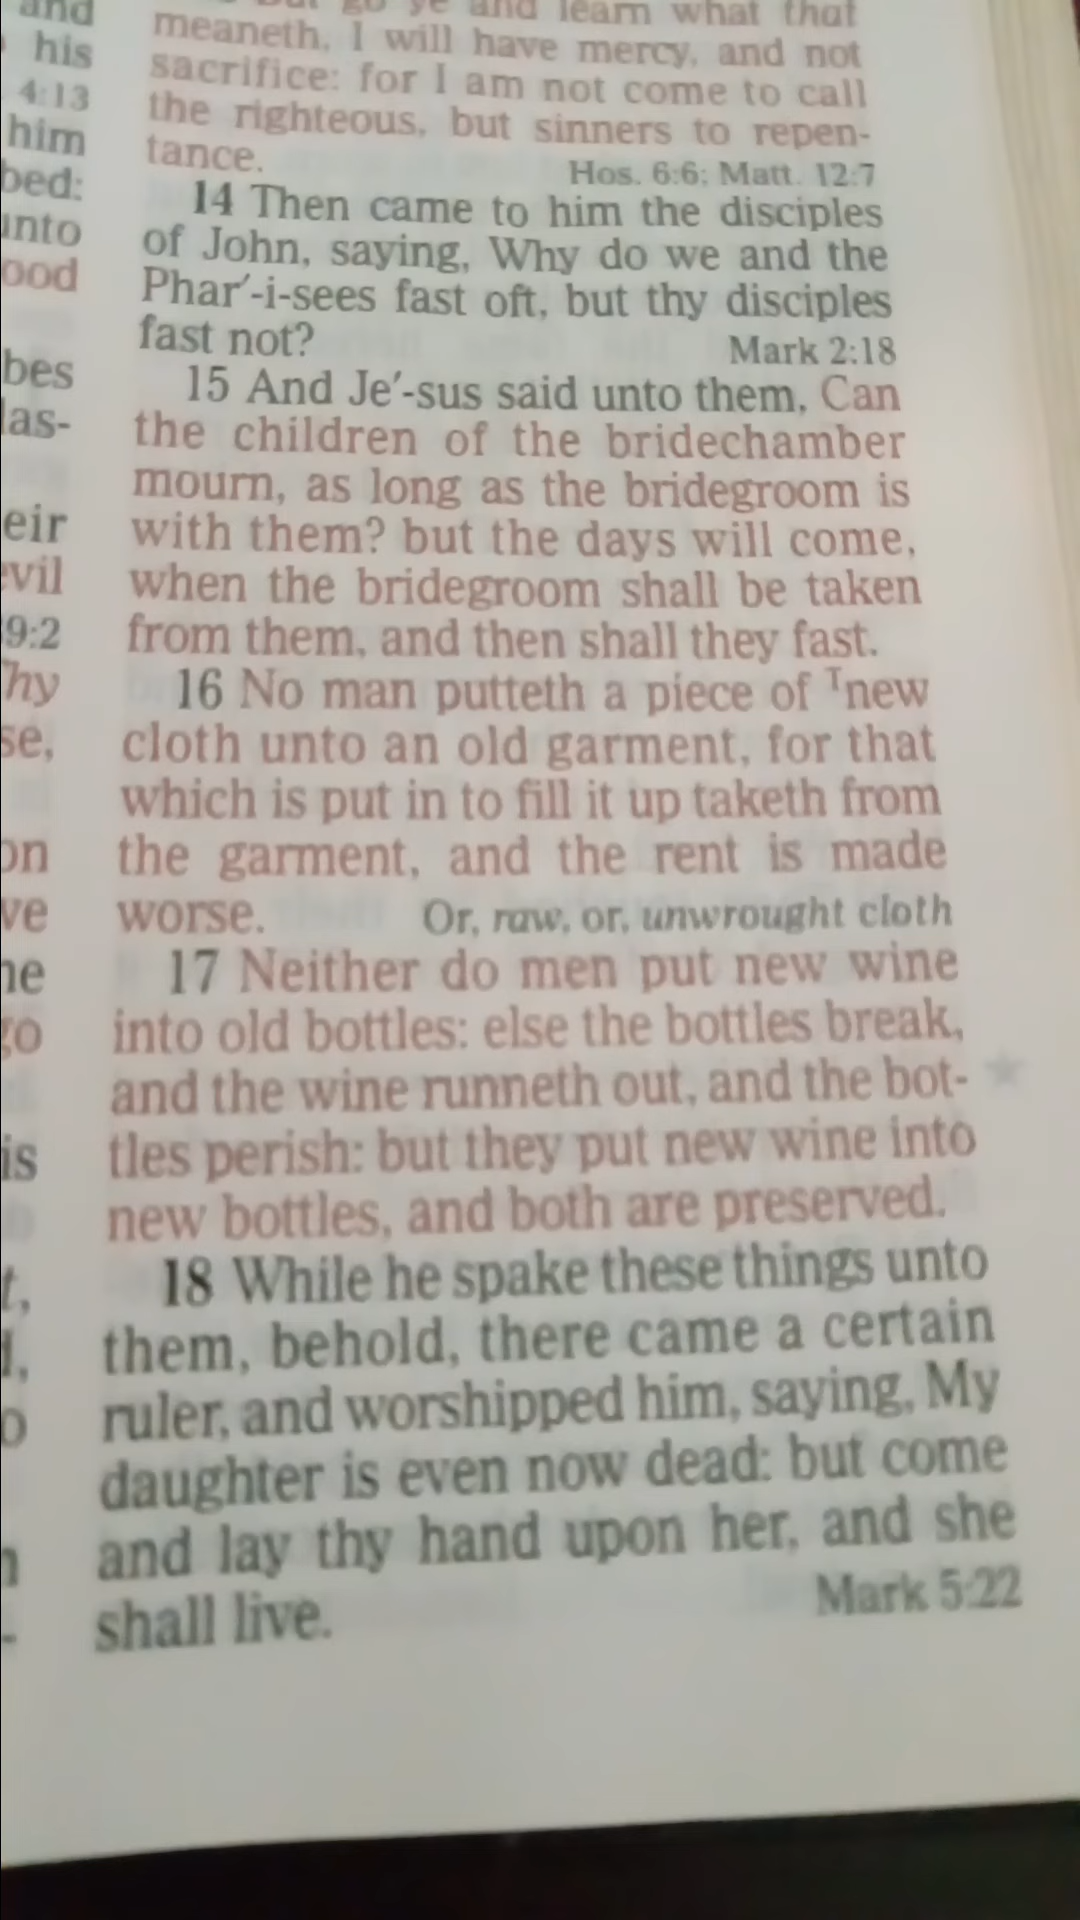 and
his
4:13
him
bed:
unto
ood
bes
las-
eir
evil
9:2
Thy
se,
on
ve
he
go
is
t,
d,
o
n
-
But go ye and learn what that
meaneth, I will have mercy, and not
sacrifice: for I am not come to call
the righteous, but sinners to repen-
tance. Hos. 6:6; Matt. 12:7
14 Then came to him the disciples
of John, saying, Why do we and the
Phar′-i-sees fast oft, but thy disciples
fast not? Mark 2:18
15 And Je′-sus said unto them, Can
the children of the bridechamber
mourn, as long as the bridegroom is
with them? but the days will come,
when the bridegroom shall be taken
from them, and then shall they fast.
16 No man putteth a piece of ᵀnew
cloth unto an old garment, for that
which is put in to fill it up taketh from
the garment, and the rent is made
worse. Or, raw, or, unwrought cloth
17 Neither do men put new wine
into old bottles: else the bottles break,
and the wine runneth out, and the bot- ★
tles perish: but they put new wine into
new bottles, and both are preserved.
18 While he spake these things unto
them, behold, there came a certain
ruler, and worshipped him, saying, My
daughter is even now dead: but come
and lay thy hand upon her, and she
shall live. Mark 5:22